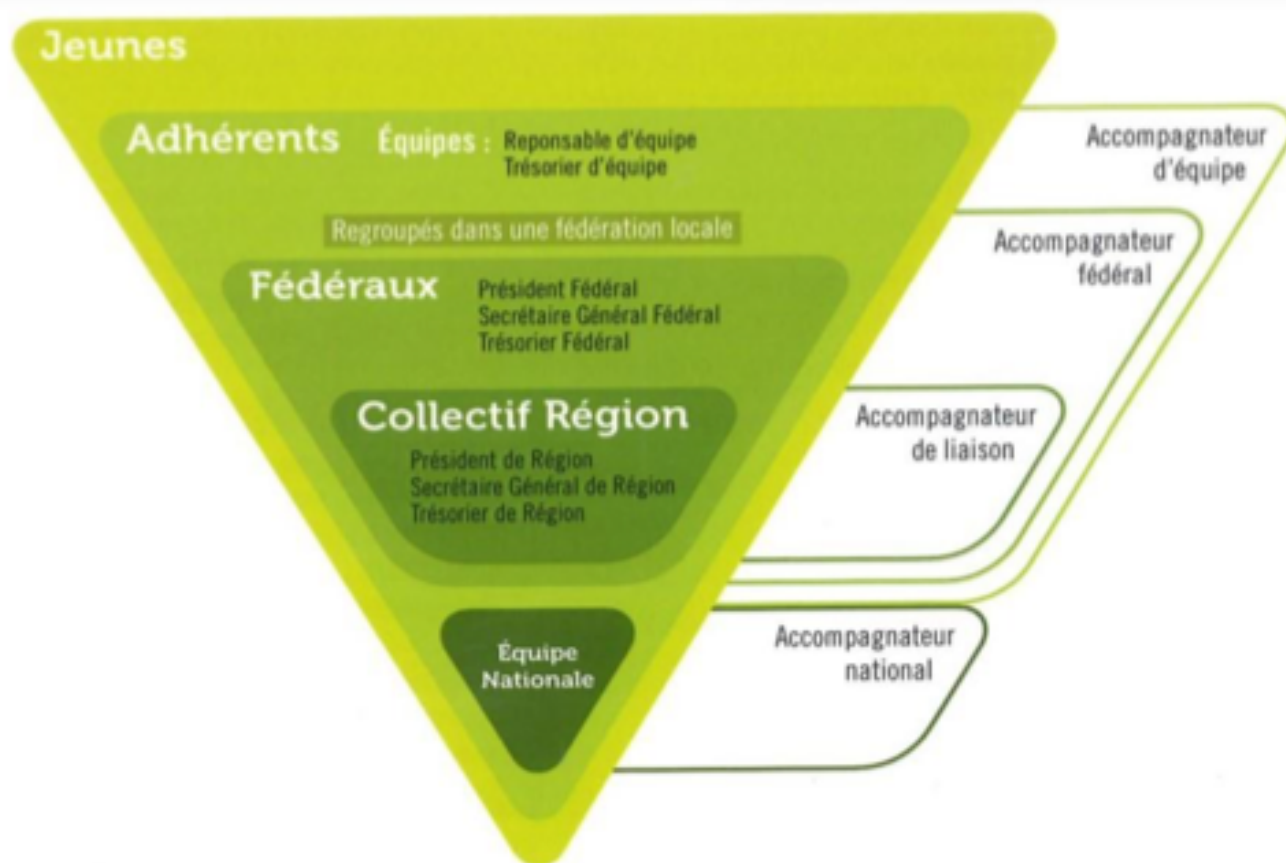 Jeunes
Adhérents Équipes : Reponsable d'équipe
Trésorier d'équipe
Accompagnateur
d'équipe
Regroupés dans une fédération locale
Accompagnateur
fédéral
Fédéraux Président Fédéral
Secrétaire Général Fédéral
Trésorier Fédéral
Collectif Région
Président de Région
Secrétaire Général de Région
Trésorier de Région
Accompagnateur
de liaison
Équipe
Nationale
Accompagnateur
national